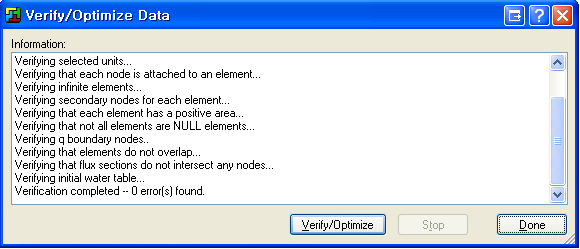 Verify/Optimize Data
Information:
Verifying selected units...
Verifying that each node is attached to an element...
Verifying infinite elements...
Verifying secondary nodes for each element...
Verifying that each element has a positive area...
Verifying that not all elements are NULL elements...
Verifying q boundary nodes..
Verifying that elements do not overlap...
Verifying that flux sections do not intersect any nodes...
Verifying initial water table...
Verification completed -- 0 error(s) found.
Verify/Optimize Stop Done